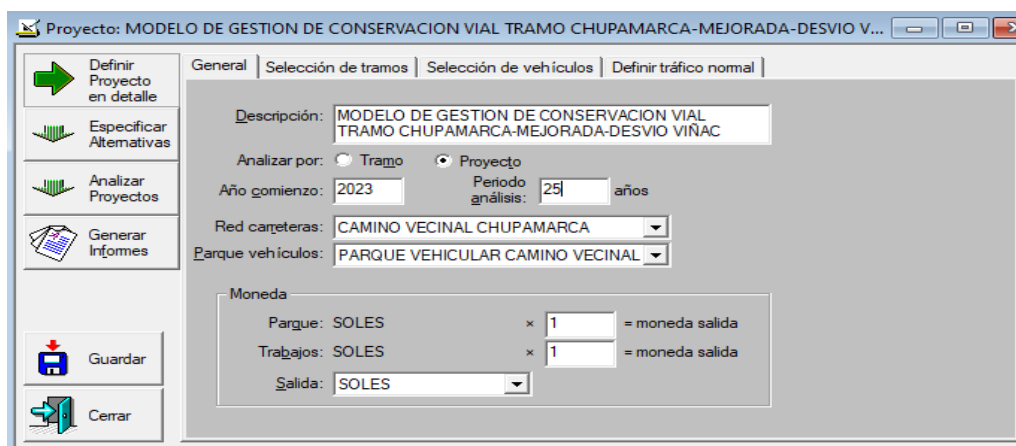 Proyecto: MODELO DE GESTION DE CONSERVACION VIAL TRAMO CHUPAMARCA-MEJORADA-DESVIO V...
Definir
Proyecto
en detalle
Especificar
Alternativas
Analizar
Proyectos
Generar
Informes
Guardar
Cerrar
General Selección de tramos Selección de vehículos Definir tráfico normal
Descripción: MODELO DE GESTION DE CONSERVACION VIAL
TRAMO CHUPAMARCA-MEJORADA-DESVIO VIÑAC
Analizar por: Tramo Proyecto
Año comienzo: 2023 Periodo análisis: 25 años
Red carreteras: CAMINO VECINAL CHUPAMARCA
Parque vehículos: PARQUE VEHICULAR CAMINO VECINAL
Moneda
Parque: SOLES × 1 = moneda salida
Trabajos: SOLES × 1 = moneda salida
Salida: SOLES